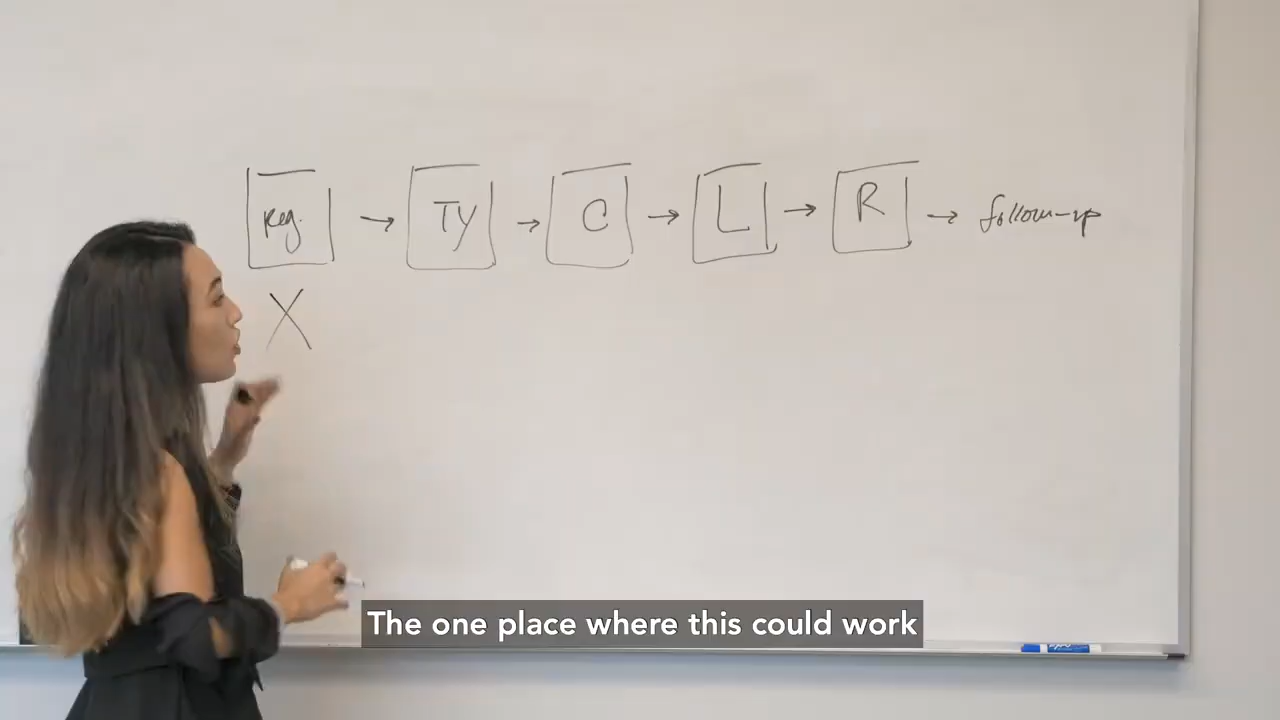 Reg. → TY → C → L → R → follow-up
X
The one place where this could work